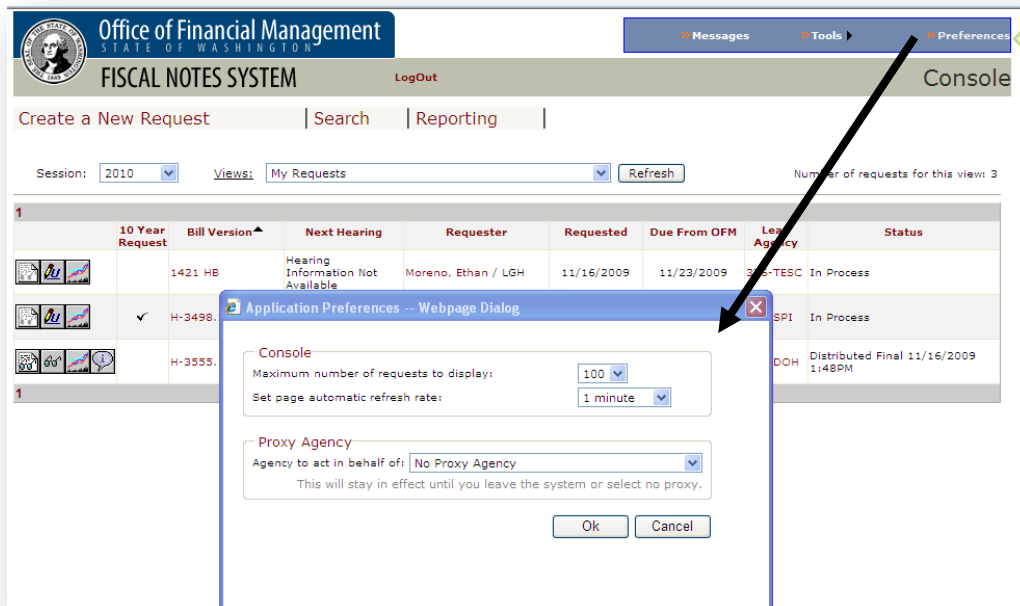 Office of Financial Management
STATE OF WASHINGTON
»Messages »Tools »Preferences
FISCAL NOTES SYSTEM LogOut Console
Create a New Request Search Reporting
Session: 2010 Views: My Requests Refresh Number of requests for this view: 3
1
10 Year Request Bill Version Next Hearing Requester Requested Due From OFM Lead Agency Status
1421 HB Hearing Information Not Available Moreno, Ethan / LGH 11/16/2009 11/23/2009 TESC In Process
H-3498. SPI In Process
H-3555. DOH Distributed Final 11/16/2009 1:48PM
1
Application Preferences -- Webpage Dialog
Console
Maximum number of requests to display: 100
Set page automatic refresh rate: 1 minute
Proxy Agency
Agency to act in behalf of: No Proxy Agency
This will stay in effect until you leave the system or select no proxy.
Ok Cancel